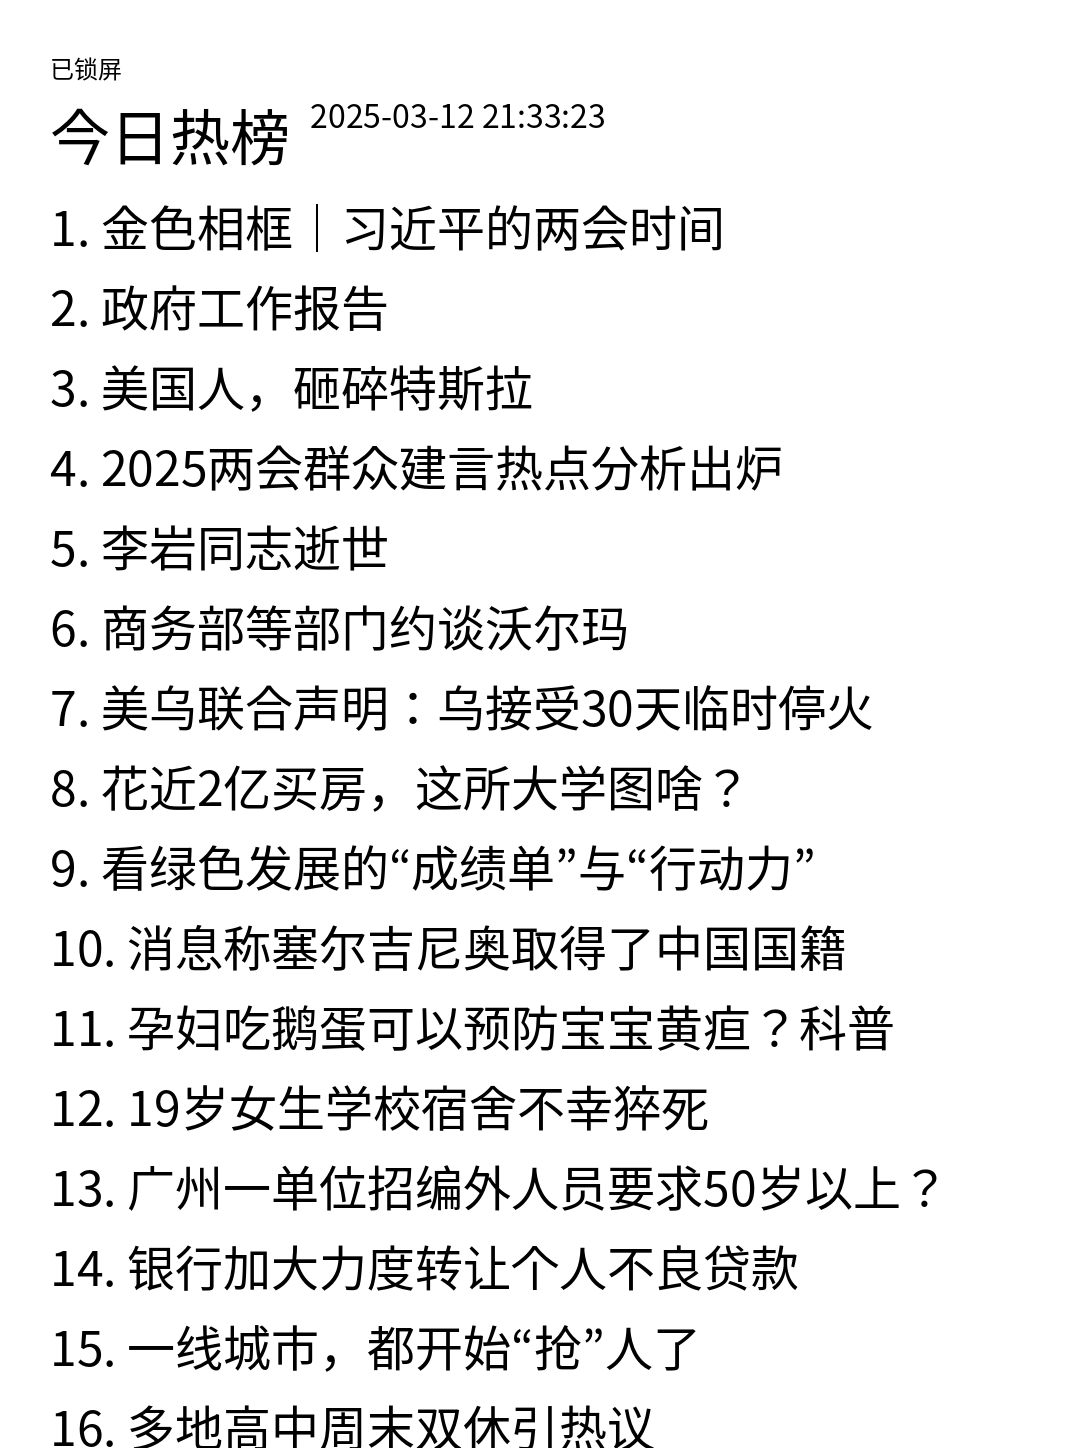 已锁屏
今日热榜 2025-03-12 21:33:23
1. 金色相框｜习近平的两会时间
2. 政府工作报告
3. 美国人，砸碎特斯拉
4. 2025两会群众建言热点分析出炉
5. 李岩同志逝世
6. 商务部等部门约谈沃尔玛
7. 美乌联合声明：乌接受30天临时停火
8. 花近2亿买房，这所大学图啥？
9. 看绿色发展的“成绩单”与“行动力”
10. 消息称塞尔吉尼奥取得了中国国籍
11. 孕妇吃鹅蛋可以预防宝宝黄疸？科普
12. 19岁女生学校宿舍不幸猝死
13. 广州一单位招编外人员要求50岁以上？
14. 银行加大力度转让个人不良贷款
15. 一线城市，都开始“抢”人了
16. 多地高中周末双休引热议